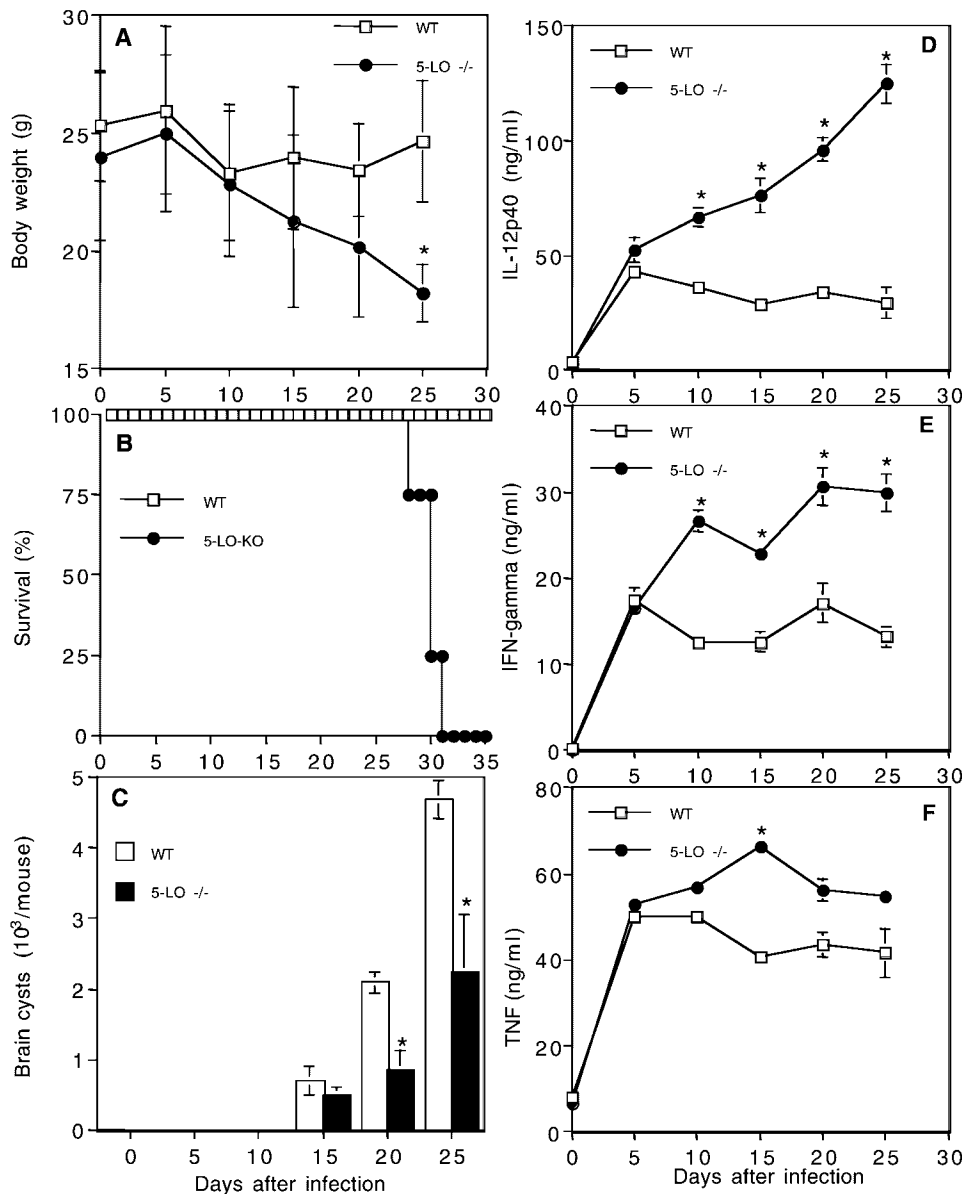 A
WT
5-LO -/-
Body weight (g)
30
25
20
15
*
0 5 10 15 20 25 30
B
WT
5-LO-KO
Survival (%)
100
75
50
25
0
0 5 10 15 20 25 30 35
C
WT
5-LO -/-
Brain cysts (10³/mouse)
5
4
3
2
1
0
* *
0 5 10 15 20 25
Days after infection
D
WT
5-LO -/-
IL-12p40 (ng/ml)
150
100
50
0
* * * *
0 5 10 15 20 25 30
E
WT
5-LO -/-
IFN-gamma (ng/ml)
40
30
20
10
0
* * * *
0 5 10 15 20 25 30
F
WT
5-LO -/-
TNF (ng/ml)
80
60
40
20
0
*
0 5 10 15 20 25 30
Days after infection